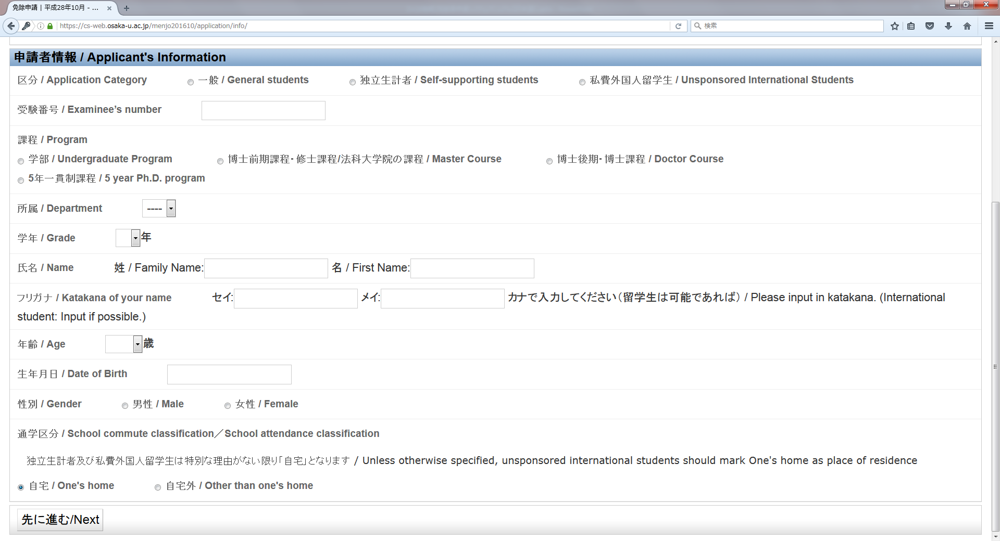 免除申請 | 平成28年10月 - ...
https://cs-web.osaka-u.ac.jp/menjo201610/application/info/
検索
申請者情報 / Applicant's Information
区分 / Application Category 一般 / General students 独立生計者 / Self-supporting students 私費外国人留学生 / Unsponsored International Students
受験番号 / Examinee’s number
課程 / Program
学部 / Undergraduate Program 博士前期課程・修士課程/法科大学院の課程 / Master Course 博士後期・博士課程 / Doctor Course
5年一貫制課程 / 5 year Ph.D. program
所属 / Department ----
学年 / Grade 年
氏名 / Name 姓 / Family Name: 名 / First Name:
フリガナ / Katakana of your name セイ: メイ: カナで入力してください（留学生は可能であれば） / Please input in katakana. (International
student: Input if possible.)
年齢 / Age 歳
生年月日 / Date of Birth
性別 / Gender 男性 / Male 女性 / Female
通学区分 / School commute classification／School attendance classification
独立生計者及び私費外国人留学生は特別な理由がない限り「自宅」となります / Unless otherwise specified, unsponsored international students should mark One's home as place of residence
自宅 / One's home 自宅外 / Other than one's home
先に進む/Next